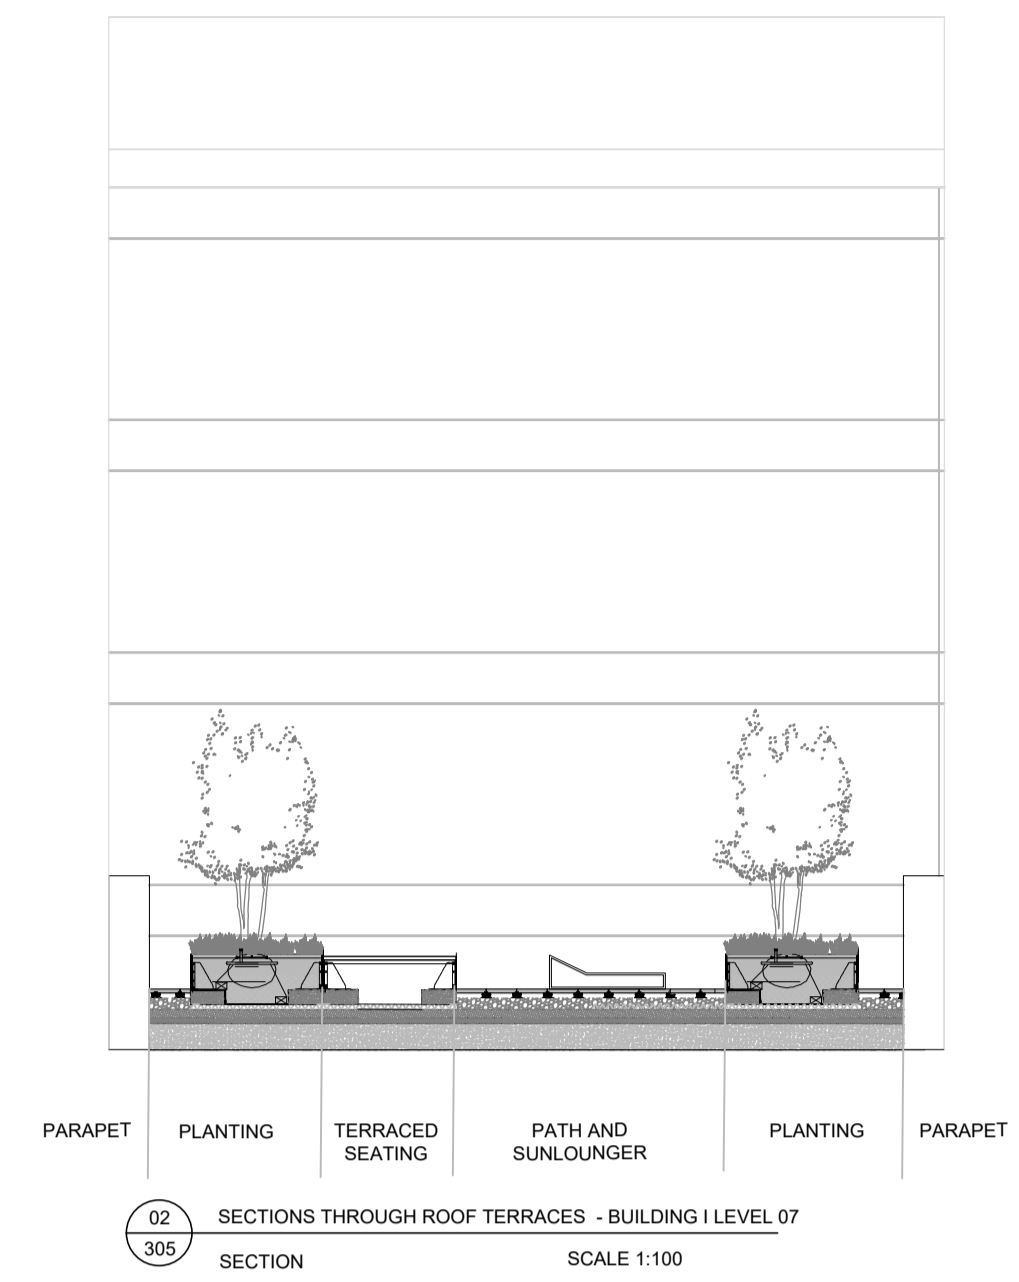 PARAPET
PLANTING
TERRACED
SEATING
PATH AND
SUNLOUNGER
PLANTING
PARAPET
02
305
SECTIONS THROUGH ROOF TERRACES - BUILDING I LEVEL 07
SECTION
SCALE 1:100